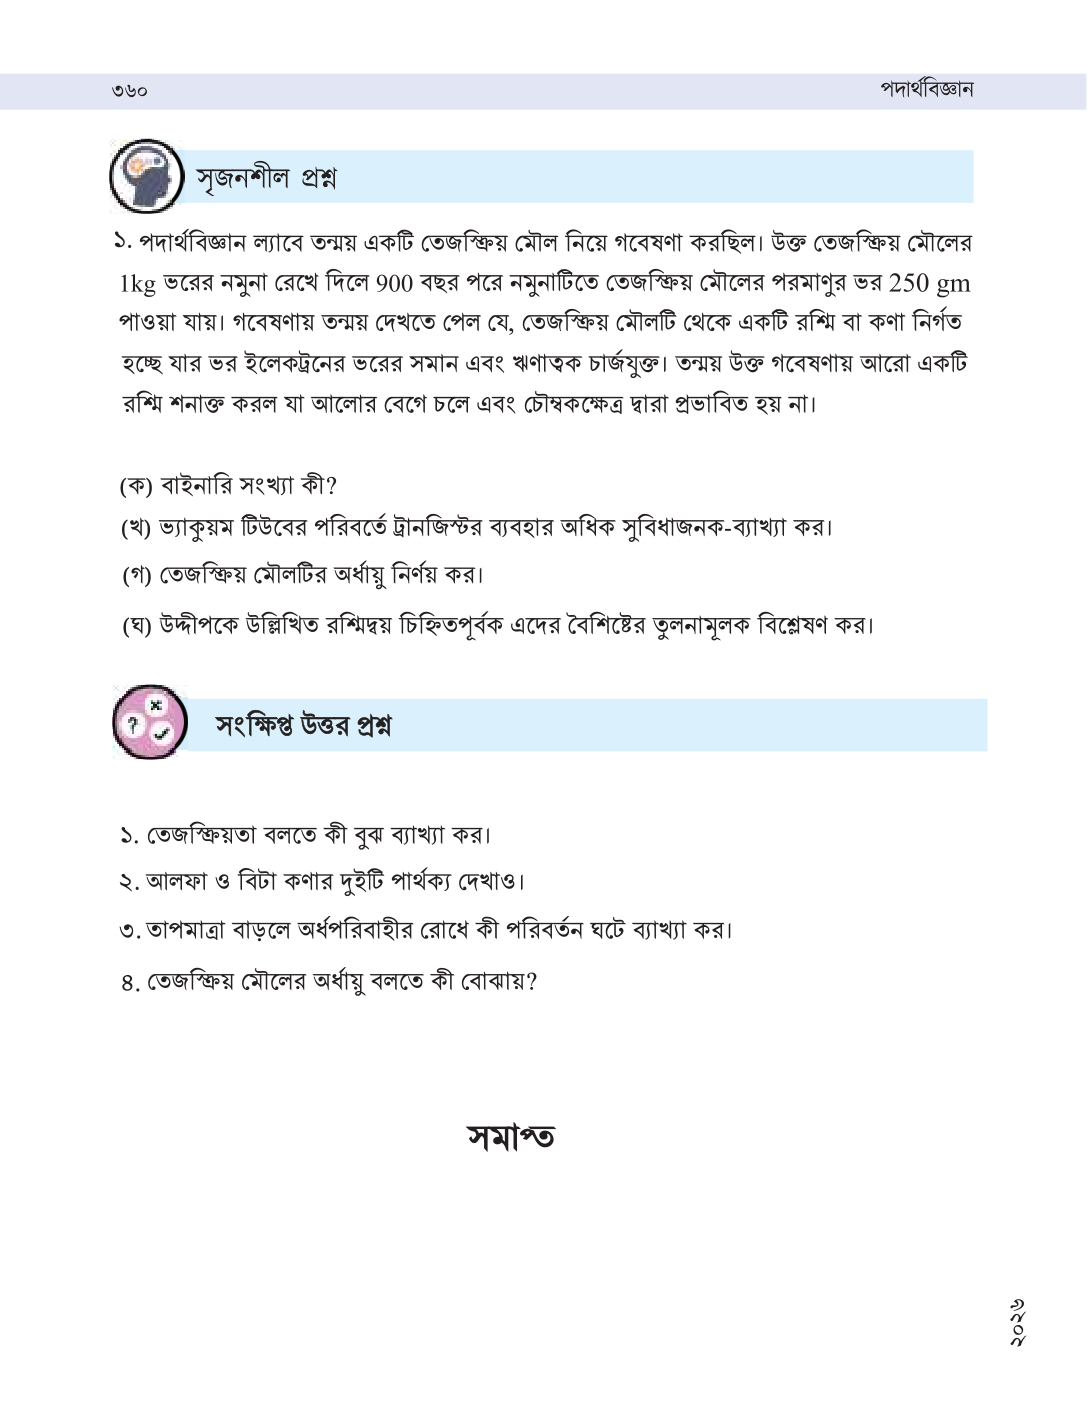 ৩৬০
পদার্থবিজ্ঞান
সৃজনশীল প্রশ্ন
১. পদার্থবিজ্ঞান ল্যাবে তন্ময় একটি তেজস্ক্রিয় মৌল নিয়ে গবেষণা করছিল। উক্ত তেজস্ক্রিয় মৌলের
1kg ভরের নমুনা রেখে দিলে 900 বছর পরে নমুনাটিতে তেজস্ক্রিয় মৌলের পরমাণুর ভর 250 gm
পাওয়া যায়। গবেষণায় তন্ময় দেখতে পেল যে, তেজস্ক্রিয় মৌলটি থেকে একটি রশ্মি বা কণা নির্গত
হচ্ছে যার ভর ইলেকট্রনের ভরের সমান এবং ঋণাত্বক চার্জযুক্ত। তন্ময় উক্ত গবেষণায় আরো একটি
রশ্মি শনাক্ত করল যা আলোর বেগে চলে এবং চৌম্বকক্ষেত্র দ্বারা প্রভাবিত হয় না।
(ক) বাইনারি সংখ্যা কী?
(খ) ভ্যাকুয়ম টিউবের পরিবর্তে ট্রানজিস্টর ব্যবহার অধিক সুবিধাজনক-ব্যাখ্যা কর।
(গ) তেজস্ক্রিয় মৌলটির অর্ধায়ু নির্ণয় কর।
(ঘ) উদ্দীপকে উল্লিখিত রশ্মিদ্বয় চিহ্নিতপূর্বক এদের বৈশিষ্টের তুলনামূলক বিশ্লেষণ কর।
সংক্ষিপ্ত উত্তর প্রশ্ন
১. তেজস্ক্রিয়তা বলতে কী বুঝ ব্যাখ্যা কর।
২. আলফা ও বিটা কণার দুইটি পার্থক্য দেখাও।
৩. তাপমাত্রা বাড়লে অর্ধপরিবাহীর রোধে কী পরিবর্তন ঘটে ব্যাখ্যা কর।
৪. তেজস্ক্রিয় মৌলের অর্ধায়ু বলতে কী বোঝায়?
সমাপ্ত
২০২৬